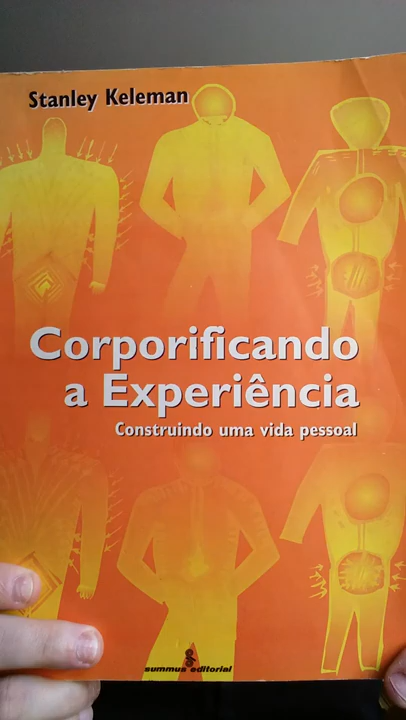 Stanley Keleman
Corporificando
a Experiência
Construindo uma vida pessoal
summus editorial